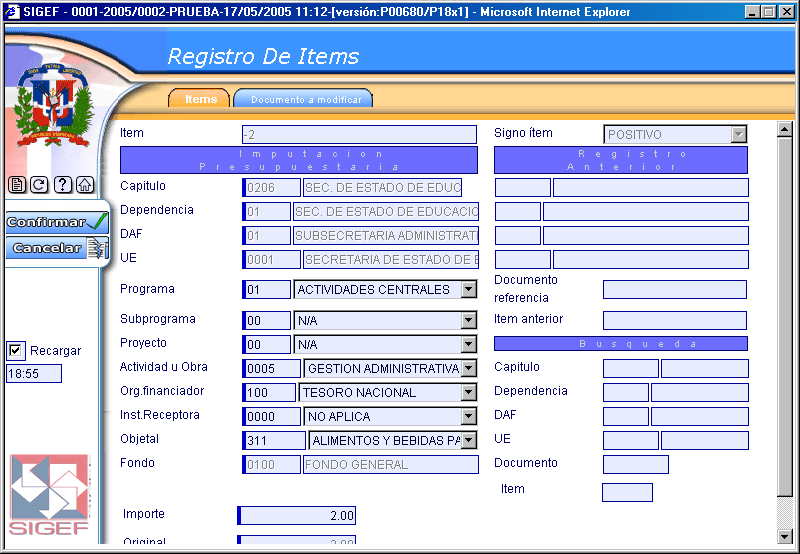 SIGEF - 0001-2005/0002-PRUEBA-17/05/2005 11:12-[versión:P00680/P18x1] - Microsoft Internet Explorer
Registro De Items
Items Documento a modificar
Item -2 Signo ítem POSITIVO
Imputacion Presupuestaria
Registro Anterior
Capitulo 0206 SEC. DE ESTADO DE EDUC
Dependencia 01 SEC. DE ESTADO DE EDUCACIO
DAF 01 SUBSECRETARIA ADMINISTRATI
UE 0001 SECRETARIA DE ESTADO DE E
Programa 01 ACTIVIDADES CENTRALES
Documento referencia
Subprograma 00 N/A
Item anterior
Proyecto 00 N/A
Busqueda
Actividad u Obra 0005 GESTION ADMINISTRATIVA
Capitulo
Org.financiador 100 TESORO NACIONAL
Dependencia
Inst.Receptora 0000 NO APLICA
DAF
Objetal 311 ALIMENTOS Y BEBIDAS PA
UE
Fondo 0100 FONDO GENERAL
Documento
Item
Importe 2.00
Original 2.00
Confirmar
Cancelar
Recargar
18:55
SIGEF